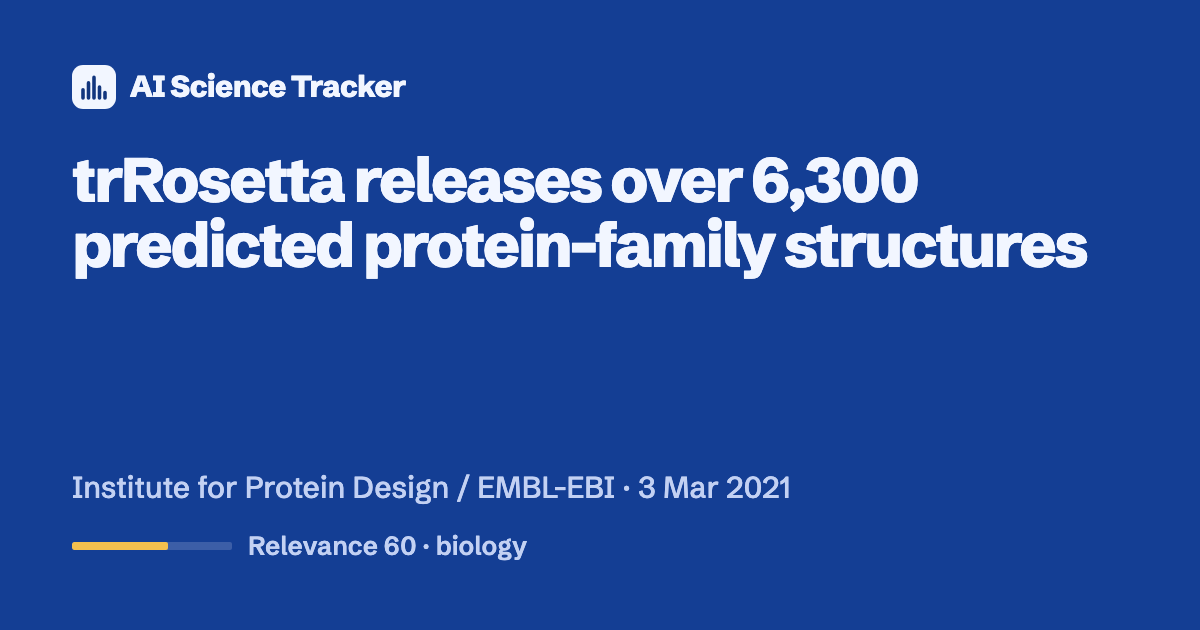 AI Science Tracker
trRosetta releases over 6,300
predicted protein-family structures
Institute for Protein Design / EMBL-EBI · 3 Mar 2021
Relevance 60 · biology